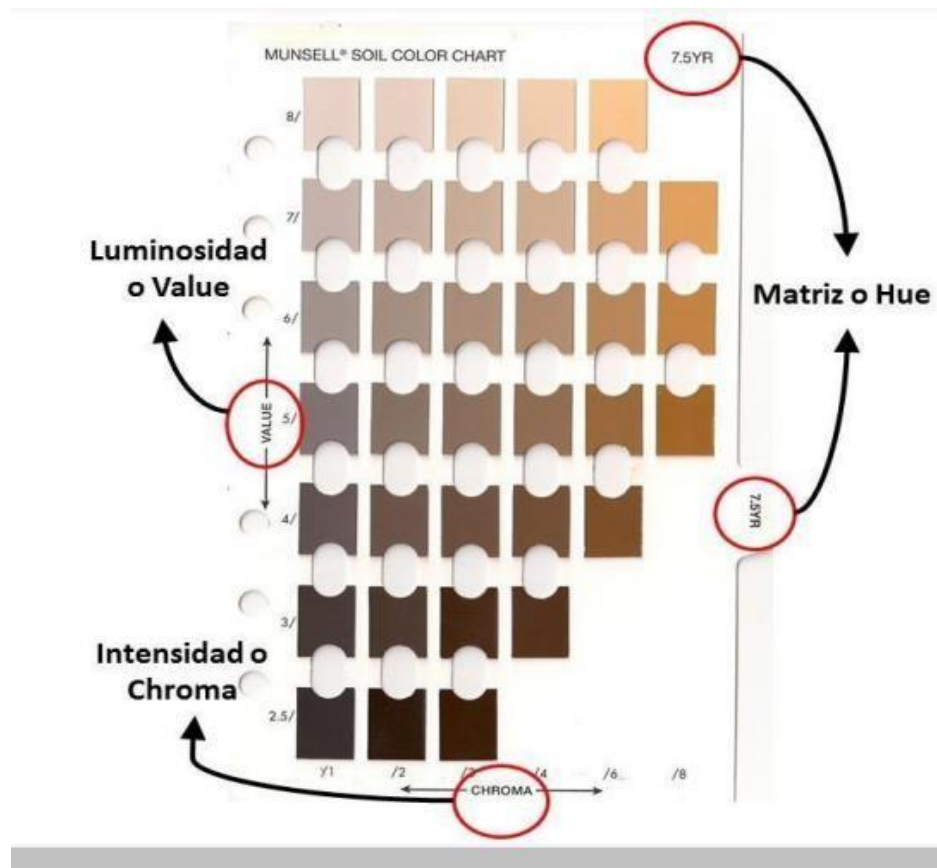 MUNSELL® SOIL COLOR CHART
7.5YR
8/
7/
Luminosidad
o Value
6/
Matriz o Hue
VALUE
5/
4/
7.5YR
3/
Intensidad o
Chroma
2.5/
/1 /2 /3 /4 /6 /8
CHROMA